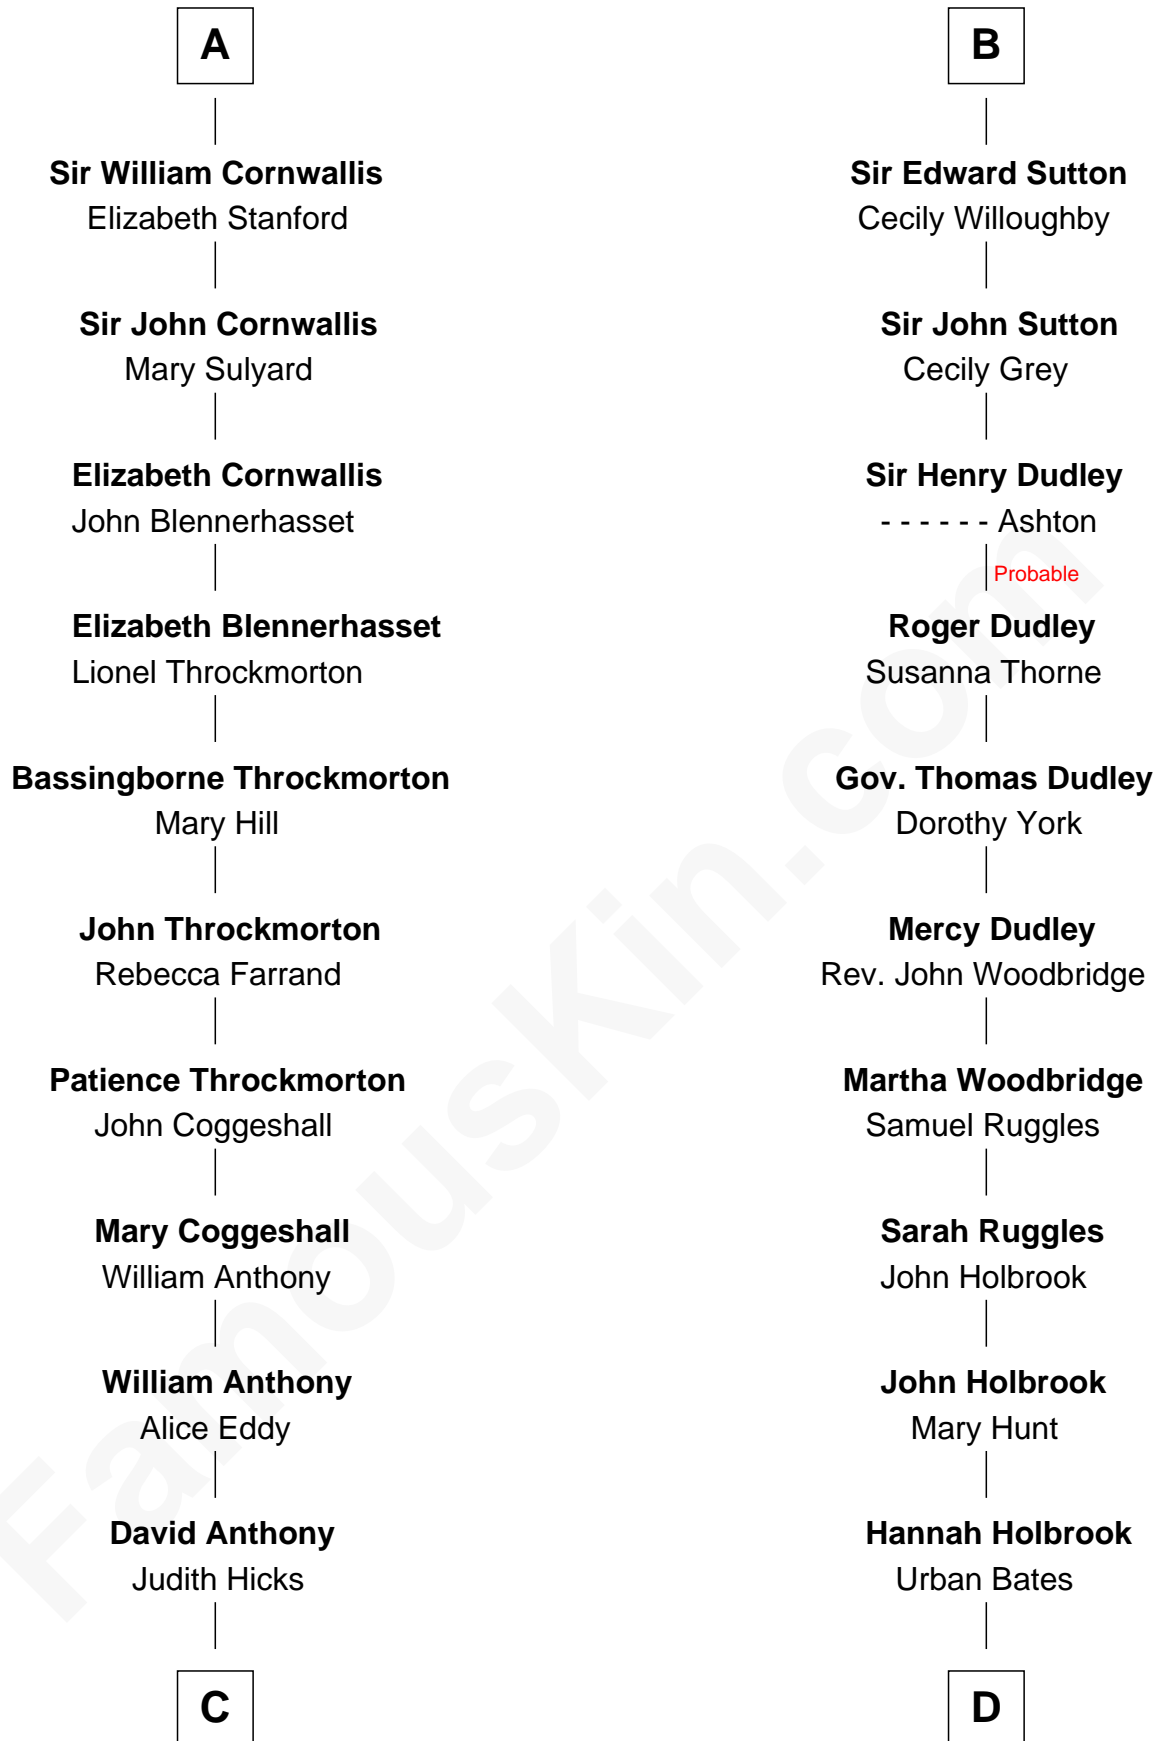 A
Sir William Cornwallis
Elizabeth Stanford
Sir John Cornwallis
Mary Sulyard
Elizabeth Cornwallis
John Blennerhasset
Elizabeth Blennerhasset
Lionel Throckmorton
Bassingborne Throckmorton
Mary Hill
John Throckmorton
Rebecca Farrand
Patience Throckmorton
John Coggeshall
Mary Coggeshall
William Anthony
William Anthony
Alice Eddy
David Anthony
Judith Hicks
C
B
Sir Edward Sutton
Cecily Willoughby
Sir John Sutton
Cecily Grey
Sir Henry Dudley
- - - - - - Ashton
Probable
Roger Dudley
Susanna Thorne
Gov. Thomas Dudley
Dorothy York
Mercy Dudley
Rev. John Woodbridge
Martha Woodbridge
Samuel Ruggles
Sarah Ruggles
John Holbrook
John Holbrook
Mary Hunt
Hannah Holbrook
Urban Bates
D
FamousKin.com